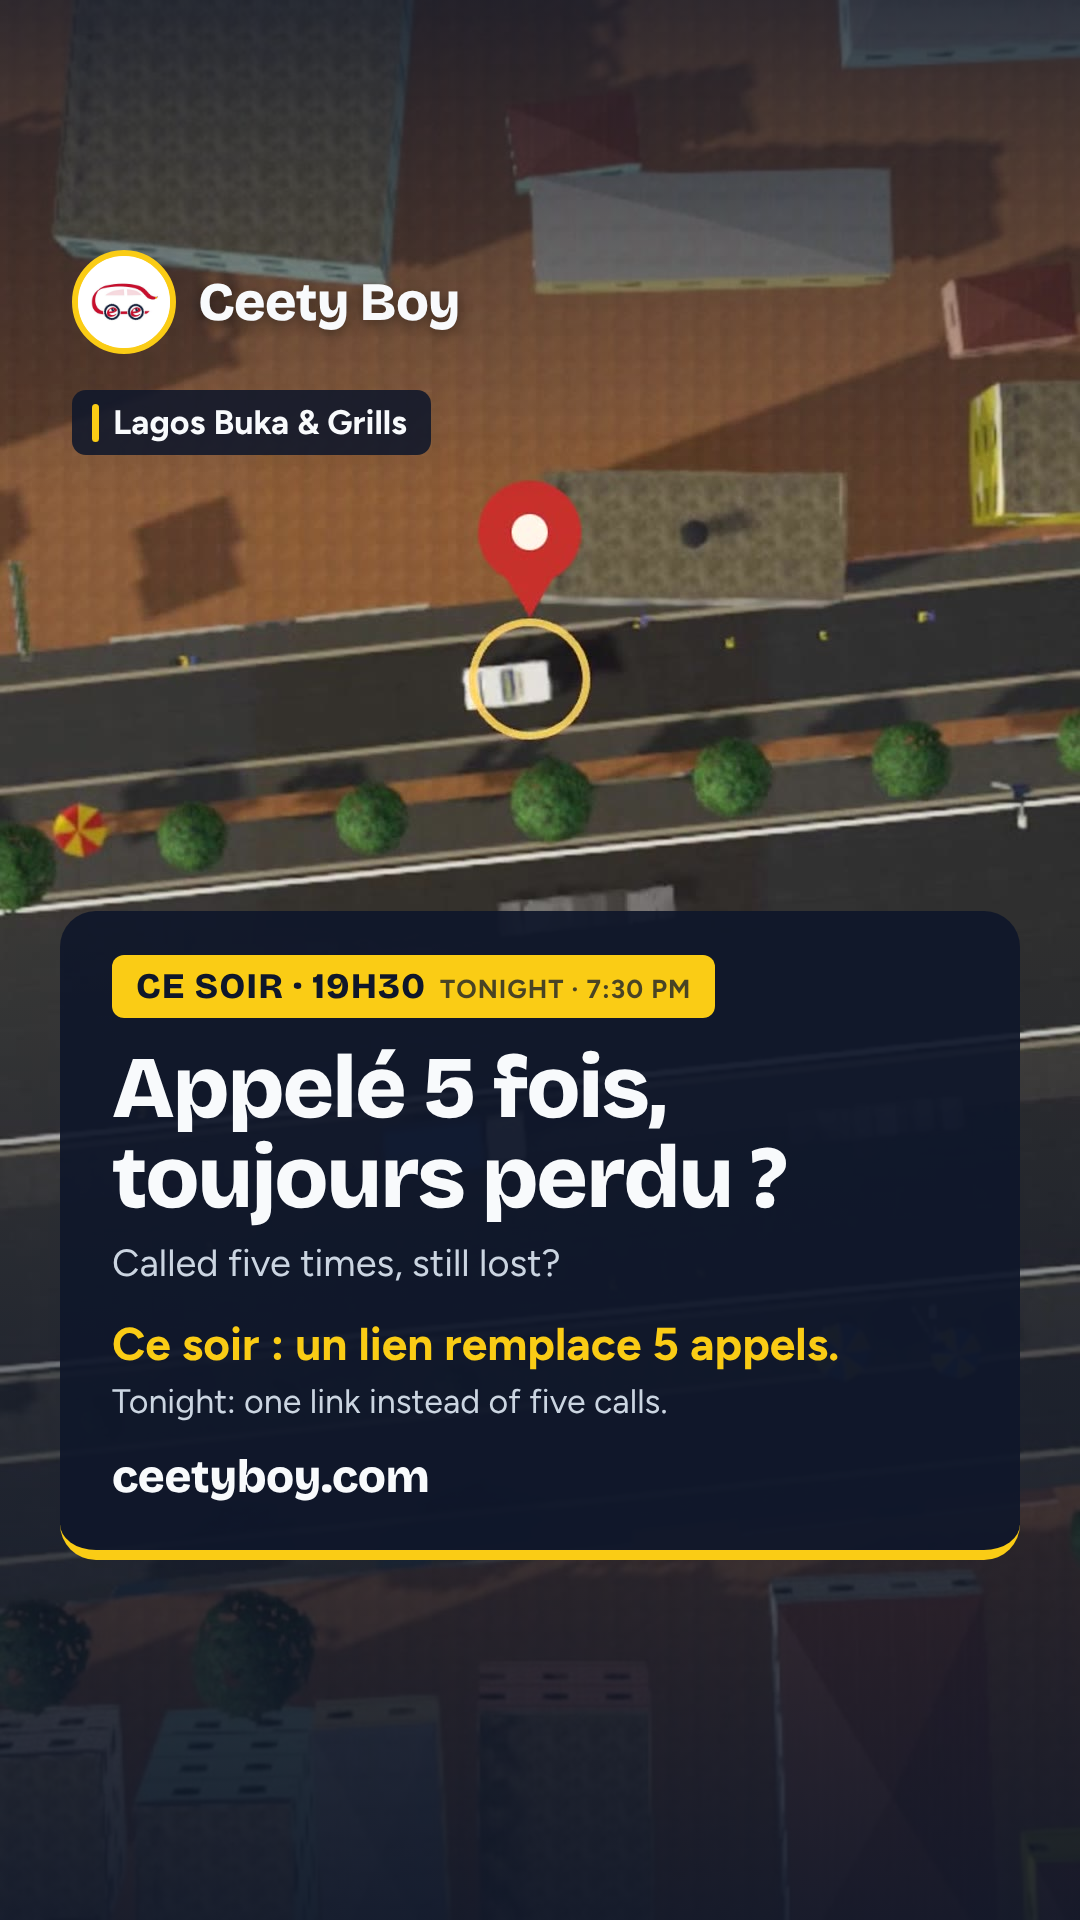 Ceety Boy
Lagos Buka & Grills
CE SOIR · 19H30 TONIGHT · 7:30 PM
Appelé 5 fois,
toujours perdu ?
Called five times, still lost?
Ce soir : un lien remplace 5 appels.
Tonight: one link instead of five calls.
ceetyboy.com